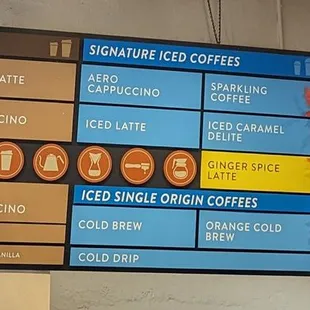 SIGNATURE ICED COFFEES
ATTE
AERO
CAPPUCCINO
SPARKLING
COFFEE
CINO
ICED LATTE
ICED CARAMEL
DELITE
GINGER SPICE
LATTE
ICED SINGLE ORIGIN COFFEES
CINO
COLD BREW
ORANGE COLD
BREW
ANILLA
COLD DRIP